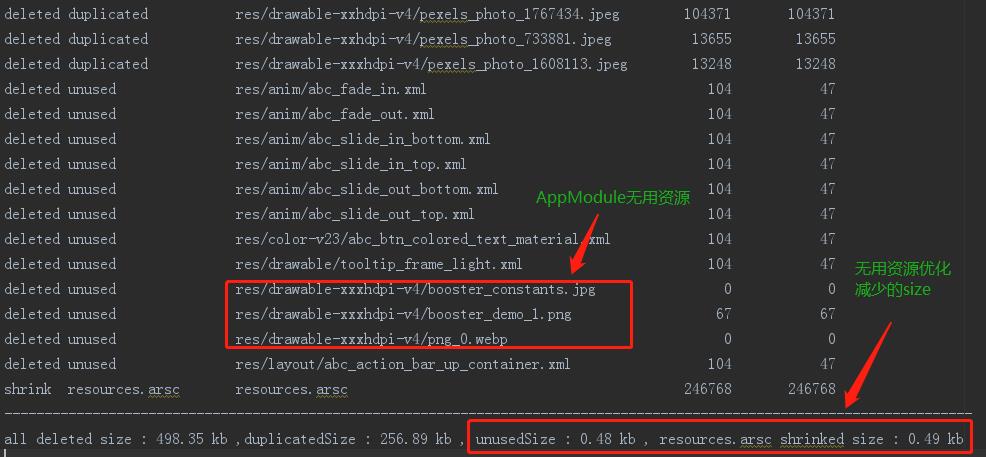 deleted duplicated res/drawable-xxhdpi-v4/pexels_photo_1767434.jpeg 104371 104371
deleted duplicated res/drawable-xxhdpi-v4/pexels_photo_733881.jpeg 13655 13655
deleted duplicated res/drawable-xxxhdpi-v4/pexels_photo_1608113.jpeg 13248 13248
deleted unused res/anim/abc_fade_in.xml 104 47
deleted unused res/anim/abc_fade_out.xml 104 47
deleted unused res/anim/abc_slide_in_bottom.xml 104 47
deleted unused res/anim/abc_slide_in_top.xml 104 47
deleted unused res/anim/abc_slide_out_bottom.xml 104 47
AppModule无用资源
deleted unused res/anim/abc_slide_out_top.xml 104 47
deleted unused res/color-v23/abc_btn_colored_text_material.xml 104 47
deleted unused res/drawable/tooltip_frame_light.xml 104 47
无用资源优化
减少的size
deleted unused res/drawable-xxxhdpi-v4/booster_constants.jpg 0 0
deleted unused res/drawable-xxxhdpi-v4/booster_demo_1.png 67 67
deleted unused res/drawable-xxxhdpi-v4/png_0.webp 0 0
deleted unused res/layout/abc_action_bar_up_container.xml 104 47
shrink resources.arsc resources.arsc 246768 246768
all deleted size : 498.35 kb ,duplicatedSize : 256.89 kb , unusedSize : 0.48 kb , resources.arsc shrinked size : 0.49 kb